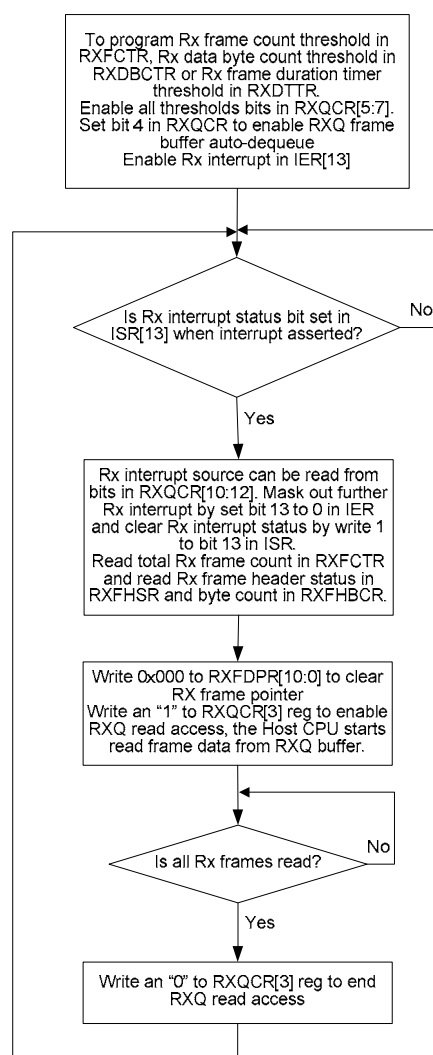 To program Rx frame count threshold in
RXFCTR, Rx data byte count threshold in
RXDBCTR or Rx frame duration timer
threshold in RXDTTR.
Enable all thresholds bits in RXQCR[5:7].
Set bit 4 in RXQCR to enable RXQ frame
buffer auto-dequeue
Enable Rx interrupt in IER[13]
Is Rx interrupt status bit set in
ISR[13] when interrupt asserted?
No
Yes
Rx interrupt source can be read from
bits in RXQCR[10:12]. Mask out further
Rx interrupt by set bit 13 to 0 in IER
and clear Rx interrupt status by write 1
to bit 13 in ISR.
Read total Rx frame count in RXFCTR
and read Rx frame header status in
RXFHSR and byte count in RXFHBCR.
Write 0x000 to RXFDPR[10:0] to clear
RX frame pointer
Write an “1” to RXQCR[3] reg to enable
RXQ read access, the Host CPU starts
read frame data from RXQ buffer.
Is all Rx frames read?
No
Yes
Write an “0” to RXQCR[3] reg to end
RXQ read access